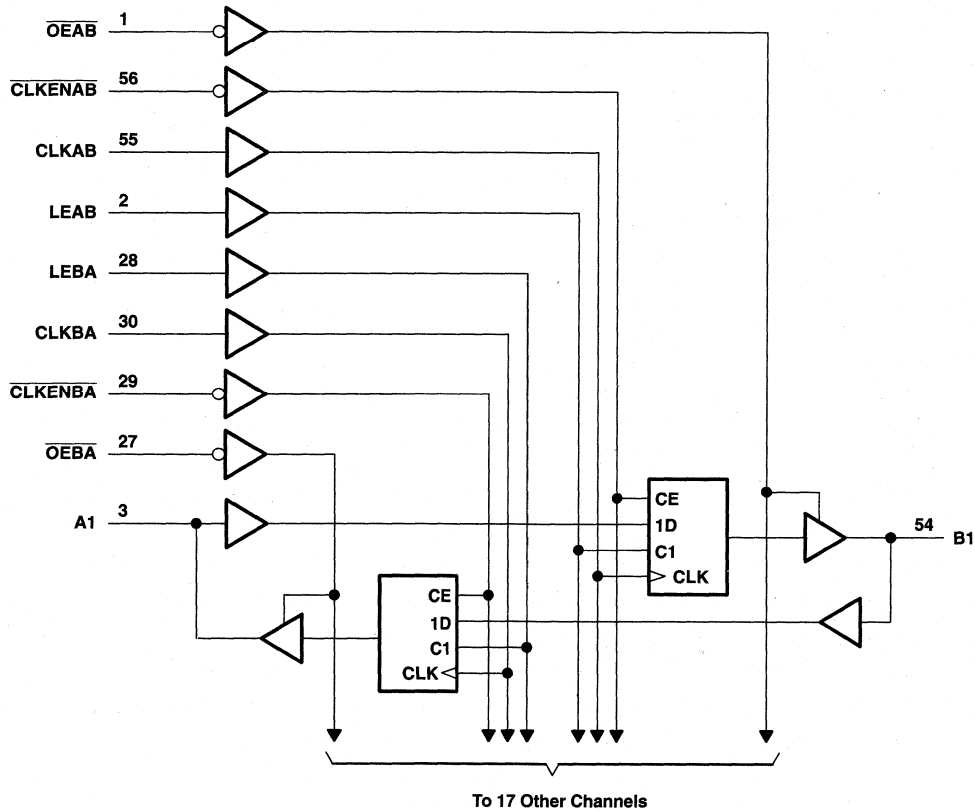 OEAB 1
CLKENAB 56
CLKAB 55
LEAB 2
LEBA 28
CLKBA 30
CLKENBA 29
OEBA 27
A1 3
CE
1D
C1
CLK
54 B1
CE
1D
C1
CLK
To 17 Other Channels